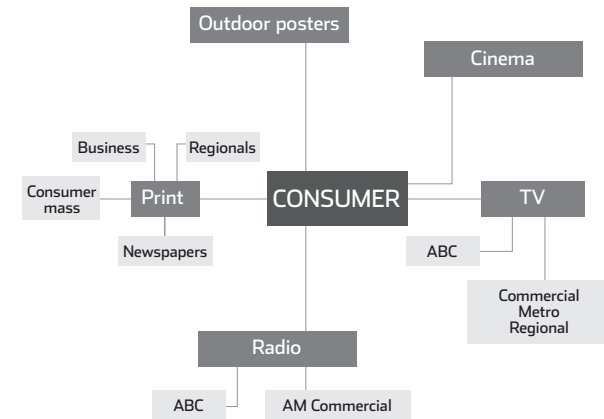 Outdoor posters
Cinema
Business
Regionals
Consumer
mass
Print
CONSUMER
TV
Newspapers
ABC
Commercial
Metro
Regional
Radio
ABC
AM Commercial